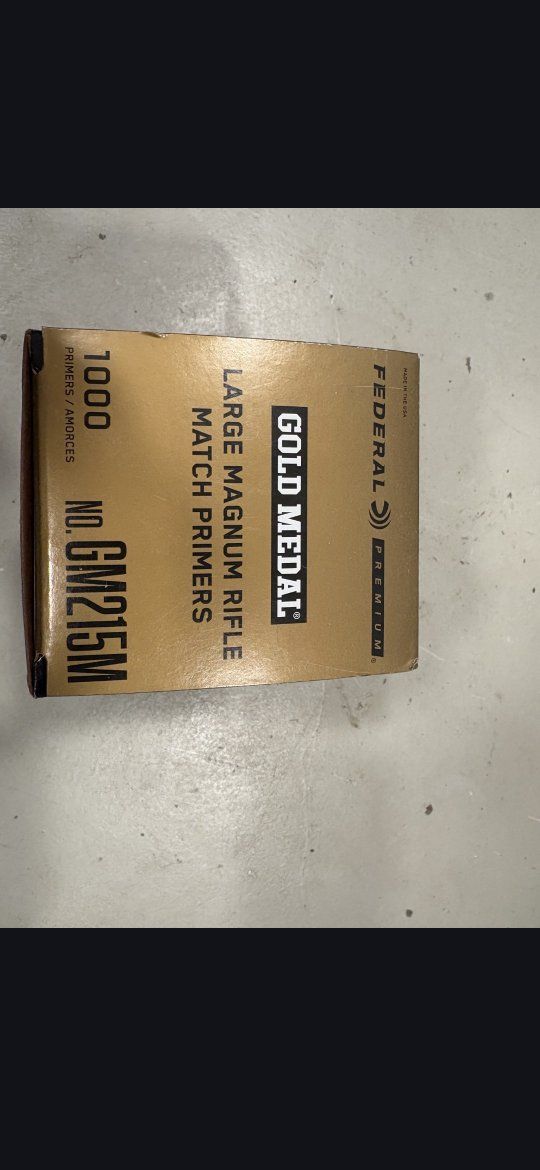 MADE IN THE USA
FEDERAL PREMIUM®
GOLD MEDAL®
LARGE MAGNUM RIFLE
MATCH PRIMERS
1000 NO. GM215M
PRIMERS / AMORCES